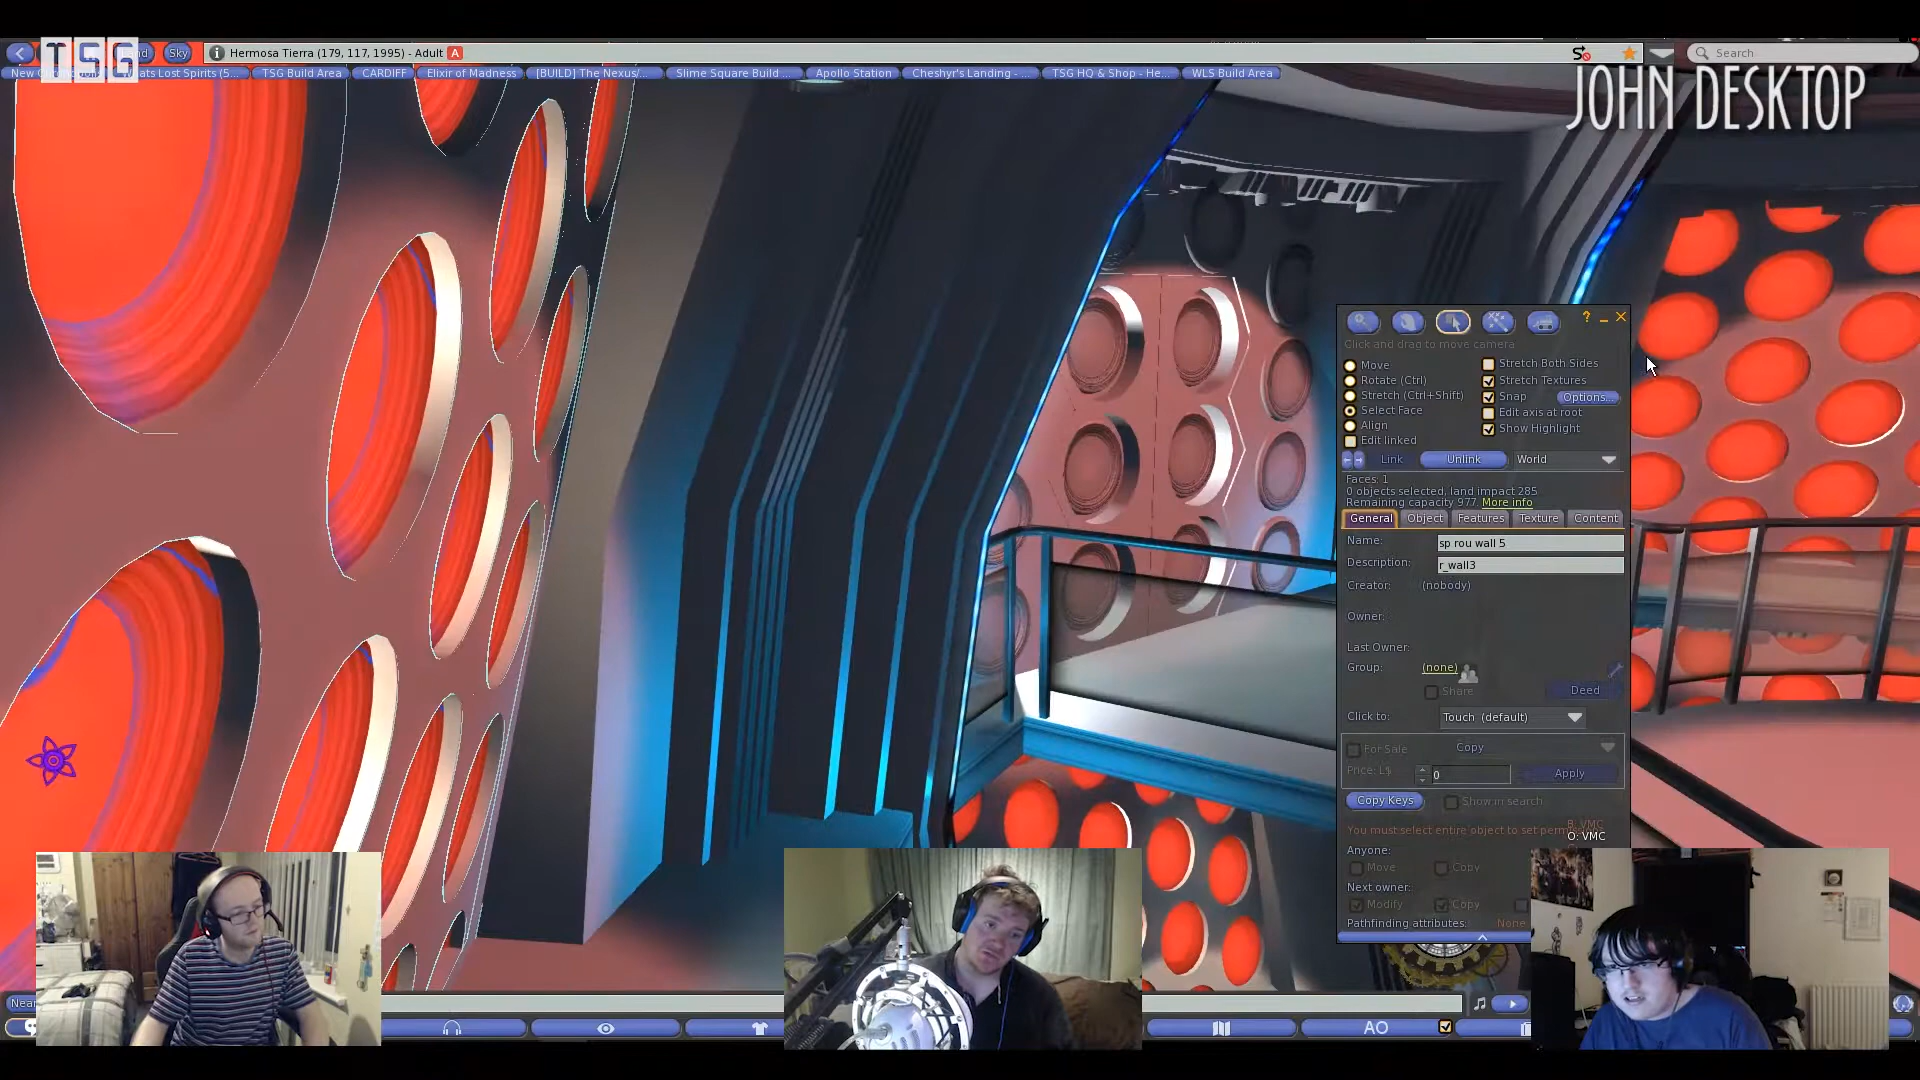 TSG
Sky
Hermosa Tierra (179, 117, 1995) - Adult A
Search
TSG Build Area
CARDIFF
Elixir of Madness
[BUILD] The Nexus/...
Slime Square Build ...
Apollo Station
Cheshyr's Landing - ...
TSG HQ & Shop - He...
WLS Build Area
JOHN DESKTOP
Click and drag to move camera
Move
Rotate (Ctrl)
Stretch (Ctrl+Shift)
Select Face
Align
Edit linked
Stretch Both Sides
Stretch Textures
Snap
Options...
Edit axis at root
Show Highlight
Link
Unlink
World
Faces: 1
0 objects selected, land impact 285
Remaining capacity 977. More info
General
Object
Features
Texture
Content
Name:
sp rou wall 5
Description:
r_wall3
Creator:
(nobody)
Owner:
Last Owner:
Group:
(none)
Share
Deed
Click to:
Touch (default)
For Sale
Copy
Price: L$
0
Apply
Copy Keys
Show in search
You must select entire object to set
B: VMC
O: VMC
Anyone:
Move
Copy
Next owner:
Modify
Copy
Pathfinding attributes:
None
AO